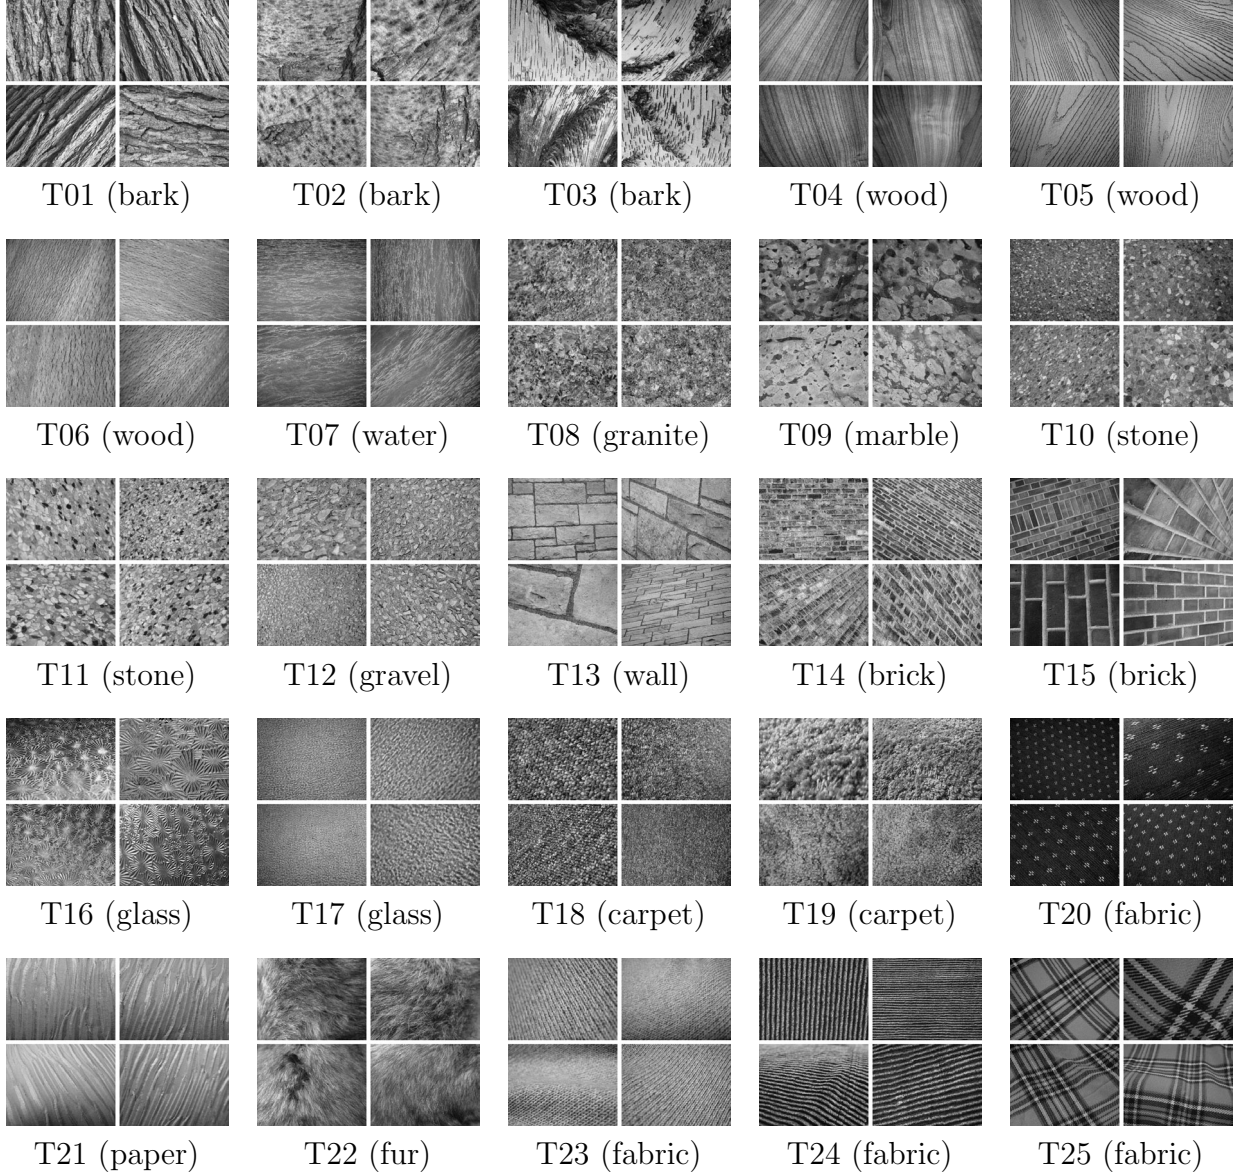 T01 (bark) T02 (bark) T03 (bark) T04 (wood) T05 (wood)
T06 (wood) T07 (water) T08 (granite) T09 (marble) T10 (stone)
T11 (stone) T12 (gravel) T13 (wall) T14 (brick) T15 (brick)
T16 (glass) T17 (glass) T18 (carpet) T19 (carpet) T20 (fabric)
T21 (paper) T22 (fur) T23 (fabric) T24 (fabric) T25 (fabric)